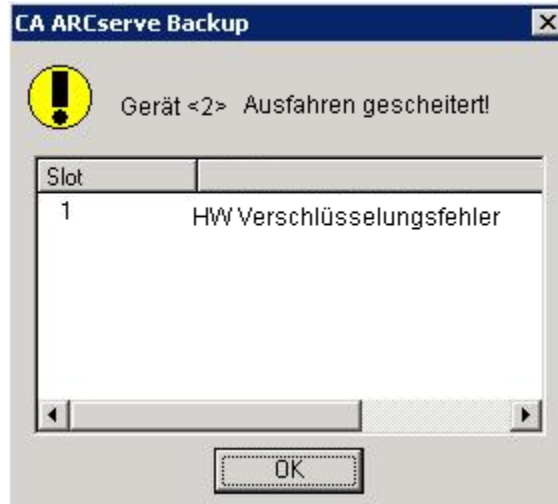 CA ARCserve Backup
Gerät <2> Ausfahren gescheitert!
Slot
1 HW Verschlüsselungsfehler
OK